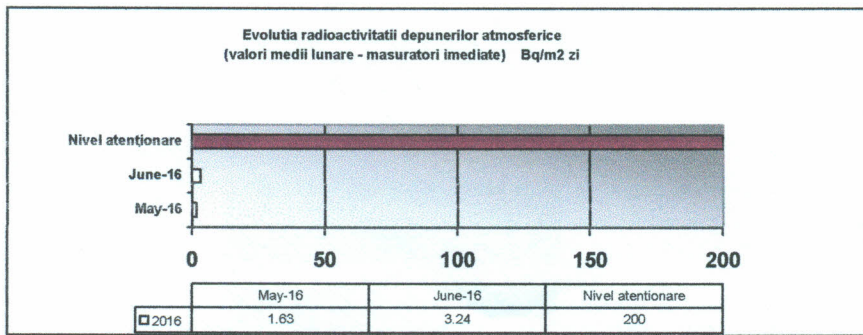 Evolutia radioactivitatii depunerilor atmosferice
(valori medii lunare - masuratori imediate) Bq/m2 zi
Nivel atenționare
June-16
May-16
0 50 100 150 200
May-16 June-16 Nivel atentionare
2016 1.63 3.24 200